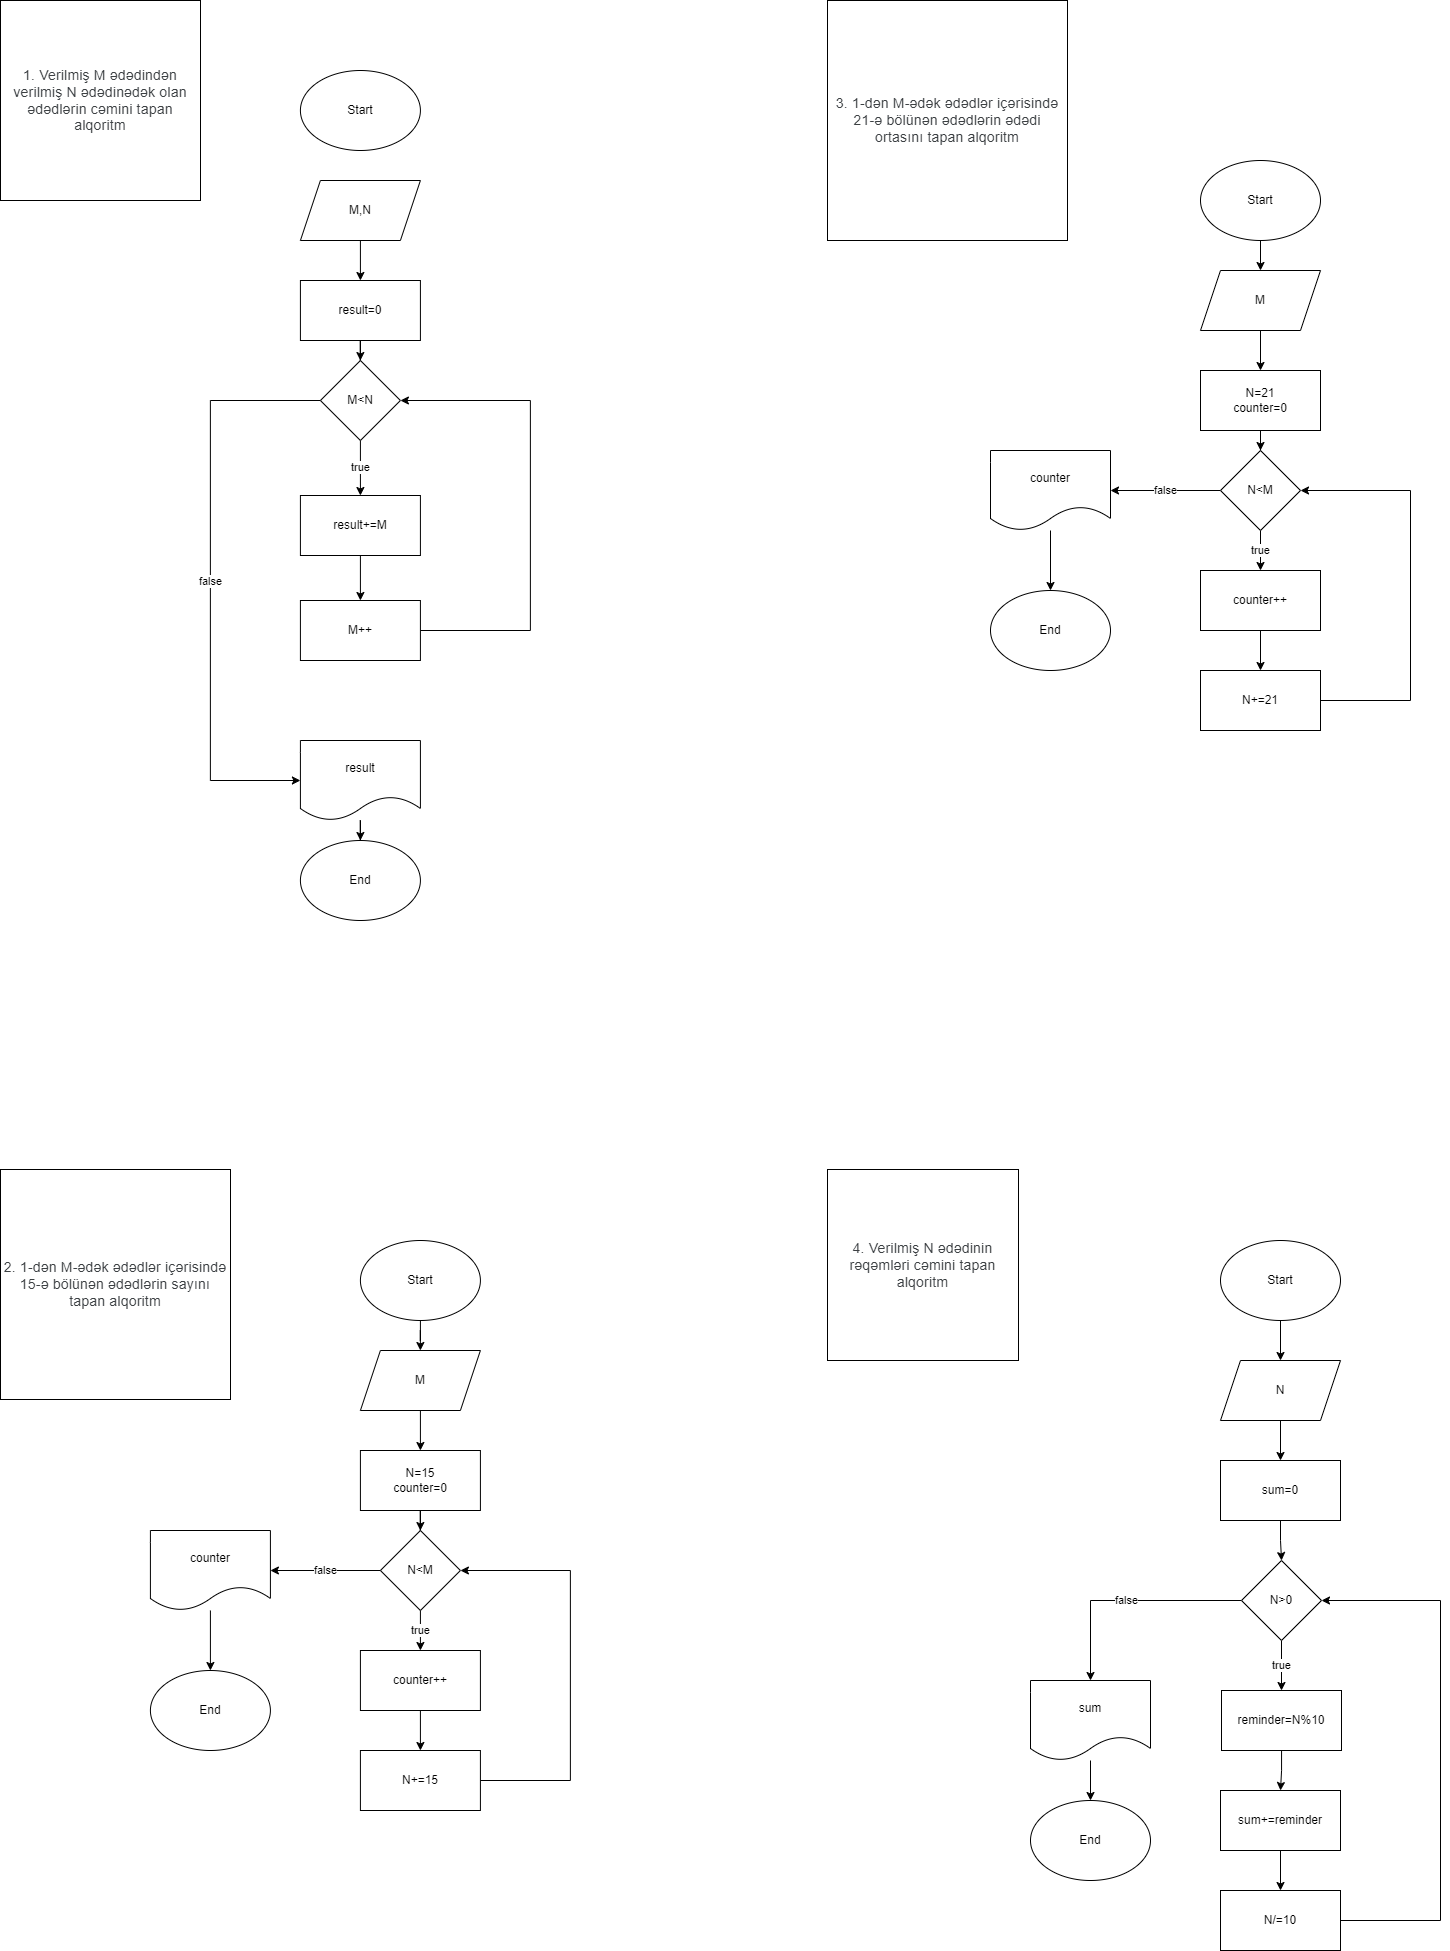 1. Verilmiş M ədədindən
verilmiş N ədədinədək olan
ədədlərin cəmini tapan
alqoritm
Start
M,N
result=0
M<N
true
result+=M
false
M++
result
End
3. 1-dən M-ədək ədədlər içərisində
21-ə bölünən ədədlərin ədədi
ortasını tapan alqoritm
Start
M
N=21
counter=0
counter
false
N<M
true
counter++
End
N+=21
2. 1-dən M-ədək ədədlər içərisində
15-ə bölünən ədədlərin sayını
tapan alqoritm
Start
M
N=15
counter=0
counter
false
N<M
true
counter++
End
N+=15
4. Verilmiş N ədədinin
rəqəmləri cəmini tapan
alqoritm
Start
N
sum=0
false
N>0
true
sum
reminder=N%10
sum+=reminder
End
N/=10